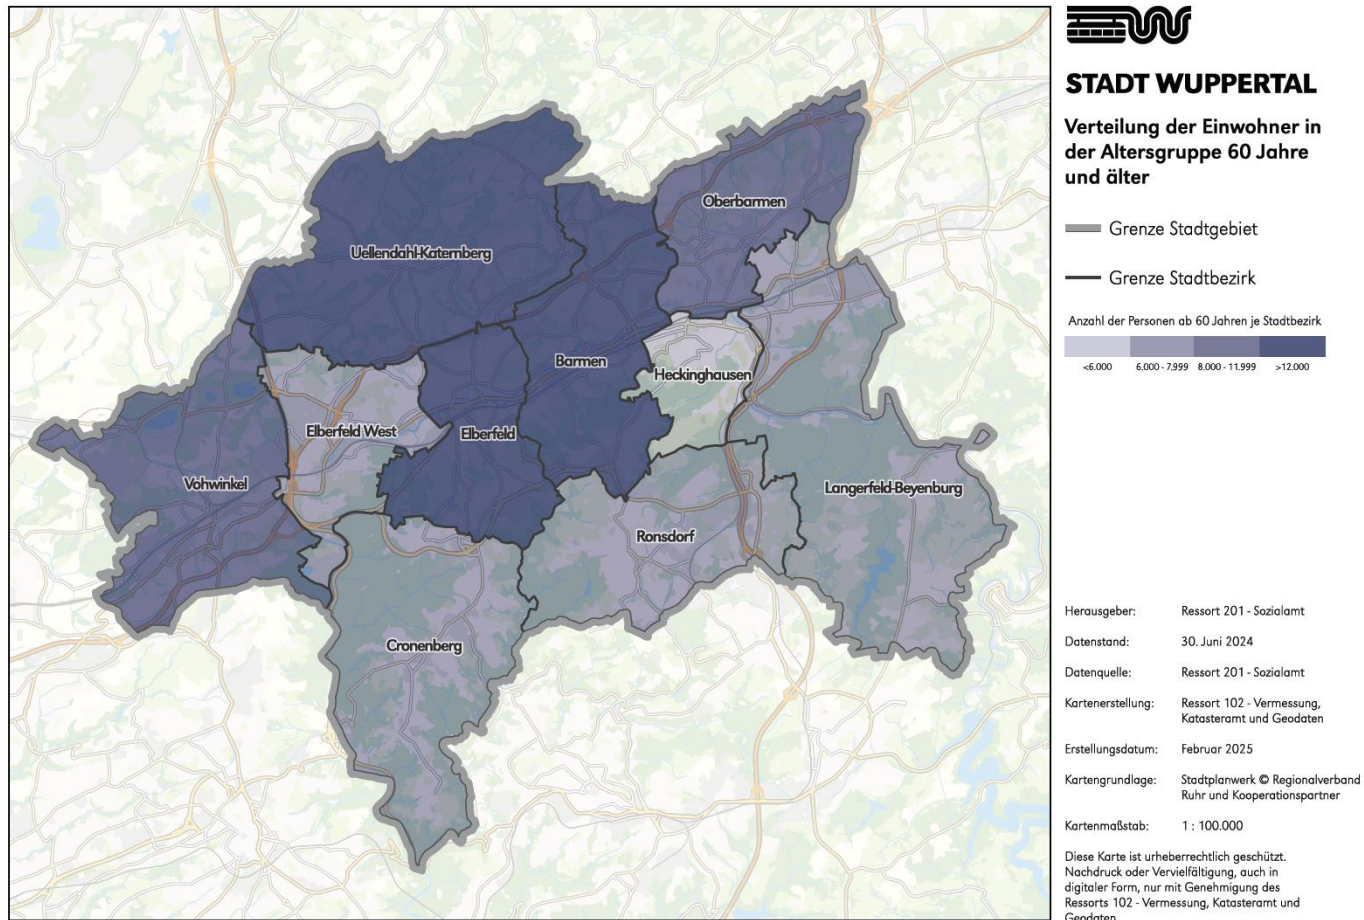 STADT WUPPERTAL
Verteilung der Einwohner in
der Altersgruppe 60 Jahre
und älter
Grenze Stadtgebiet
Grenze Stadtbezirk
Anzahl der Personen ab 60 Jahren je Stadtbezirk
<6.000 6.000 - 7.999 8.000 - 11.999 >12.000
Oberbarmen
Uellendahl-Katernberg
Barmen
Heckinghausen
Elberfeld West
Elberfeld
Vohwinkel
Langerfeld-Beyenburg
Ronsdorf
Cronenberg
Herausgeber: Ressort 201 - Sozialamt
Datenstand: 30. Juni 2024
Datenquelle: Ressort 201 - Sozialamt
Kartenerstellung: Ressort 102 - Vermessung,
Katasteramt und Geodaten
Erstellungsdatum: Februar 2025
Kartengrundlage: Stadtplanwerk © Regionalverband
Ruhr und Kooperationspartner
Kartenmaßstab: 1 : 100.000
Diese Karte ist urheberrechtlich geschützt.
Nachdruck oder Vervielfältigung, auch in
digitaler Form, nur mit Genehmigung des
Ressorts 102 - Vermessung, Katasteramt und
Geodaten